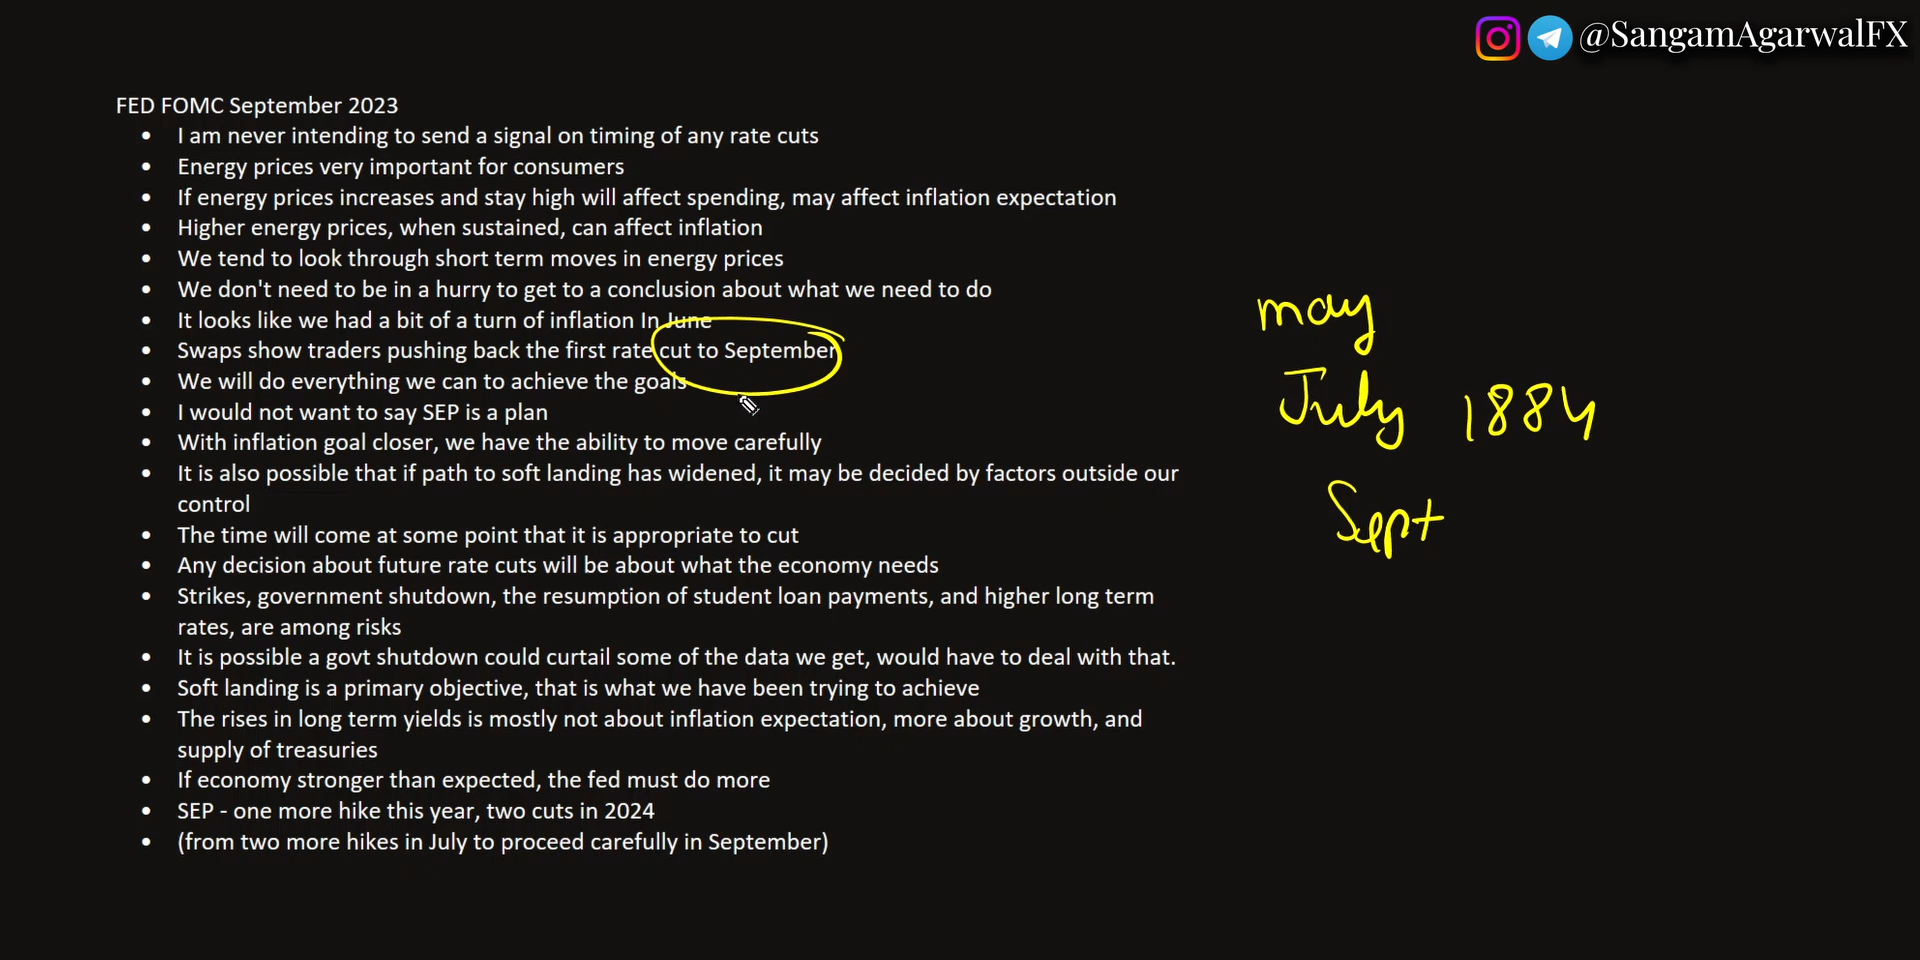 @SangamAgarwalFX
FED FOMC September 2023
• I am never intending to send a signal on timing of any rate cuts
• Energy prices very important for consumers
• If energy prices increases and stay high will affect spending, may affect inflation expectation
• Higher energy prices, when sustained, can affect inflation
• We tend to look through short term moves in energy prices
• We don't need to be in a hurry to get to a conclusion about what we need to do
• It looks like we had a bit of a turn of inflation In June
• Swaps show traders pushing back the first rate cut to September
• We will do everything we can to achieve the goals
• I would not want to say SEP is a plan
• With inflation goal closer, we have the ability to move carefully
• It is also possible that if path to soft landing has widened, it may be decided by factors outside our
control
• The time will come at some point that it is appropriate to cut
• Any decision about future rate cuts will be about what the economy needs
• Strikes, government shutdown, the resumption of student loan payments, and higher long term
rates, are among risks
• It is possible a govt shutdown could curtail some of the data we get, would have to deal with that.
• Soft landing is a primary objective, that is what we have been trying to achieve
• The rises in long term yields is mostly not about inflation expectation, more about growth, and
supply of treasuries
• If economy stronger than expected, the fed must do more
• SEP - one more hike this year, two cuts in 2024
• (from two more hikes in July to proceed carefully in September)
may
July 1884
Sept